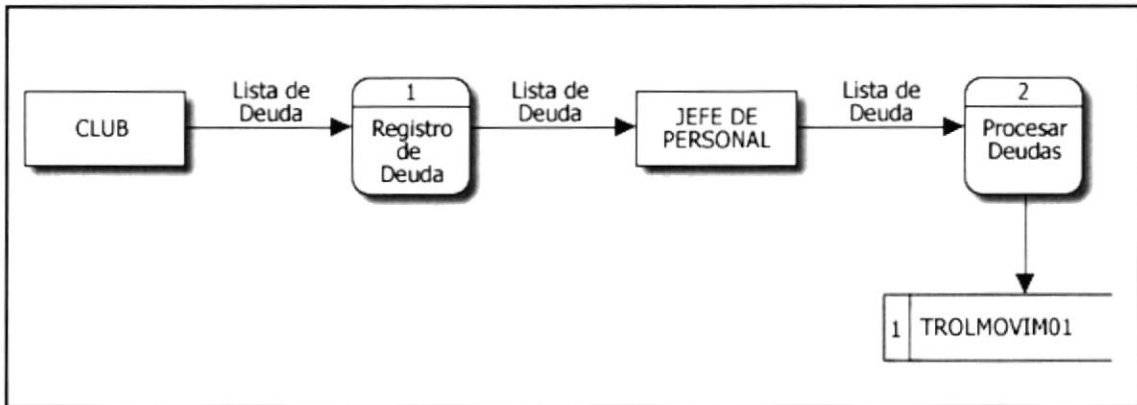 CLUB
Lista de
Deuda
1
Registro
de
Deuda
Lista de
Deuda
JEFE DE
PERSONAL
Lista de
Deuda
2
Procesar
Deudas
1
TROLMOVIM01